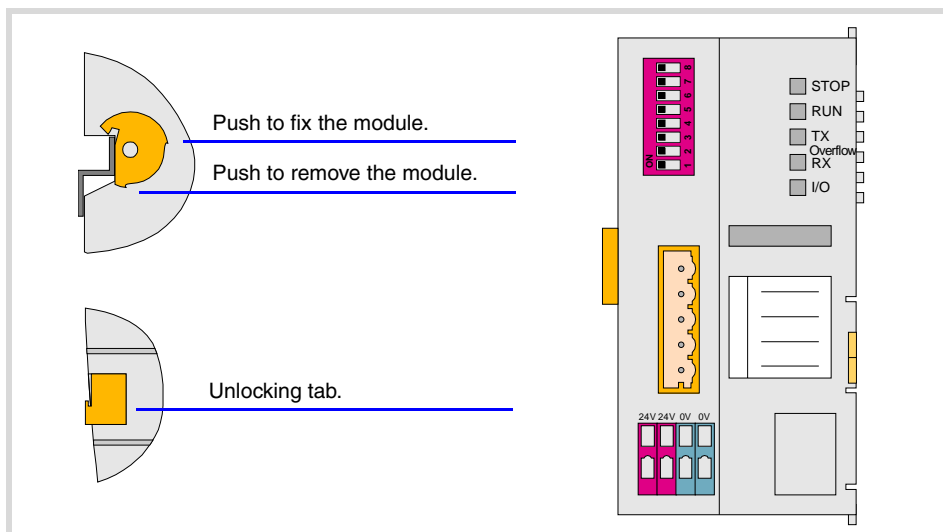 Push to fix the module.
Push to remove the module.
Unlocking tab.
8
7
6
5
4
3
2
1
ON
STOP
RUN
TX
Overflow
RX
I/O
24V 24V 0V 0V